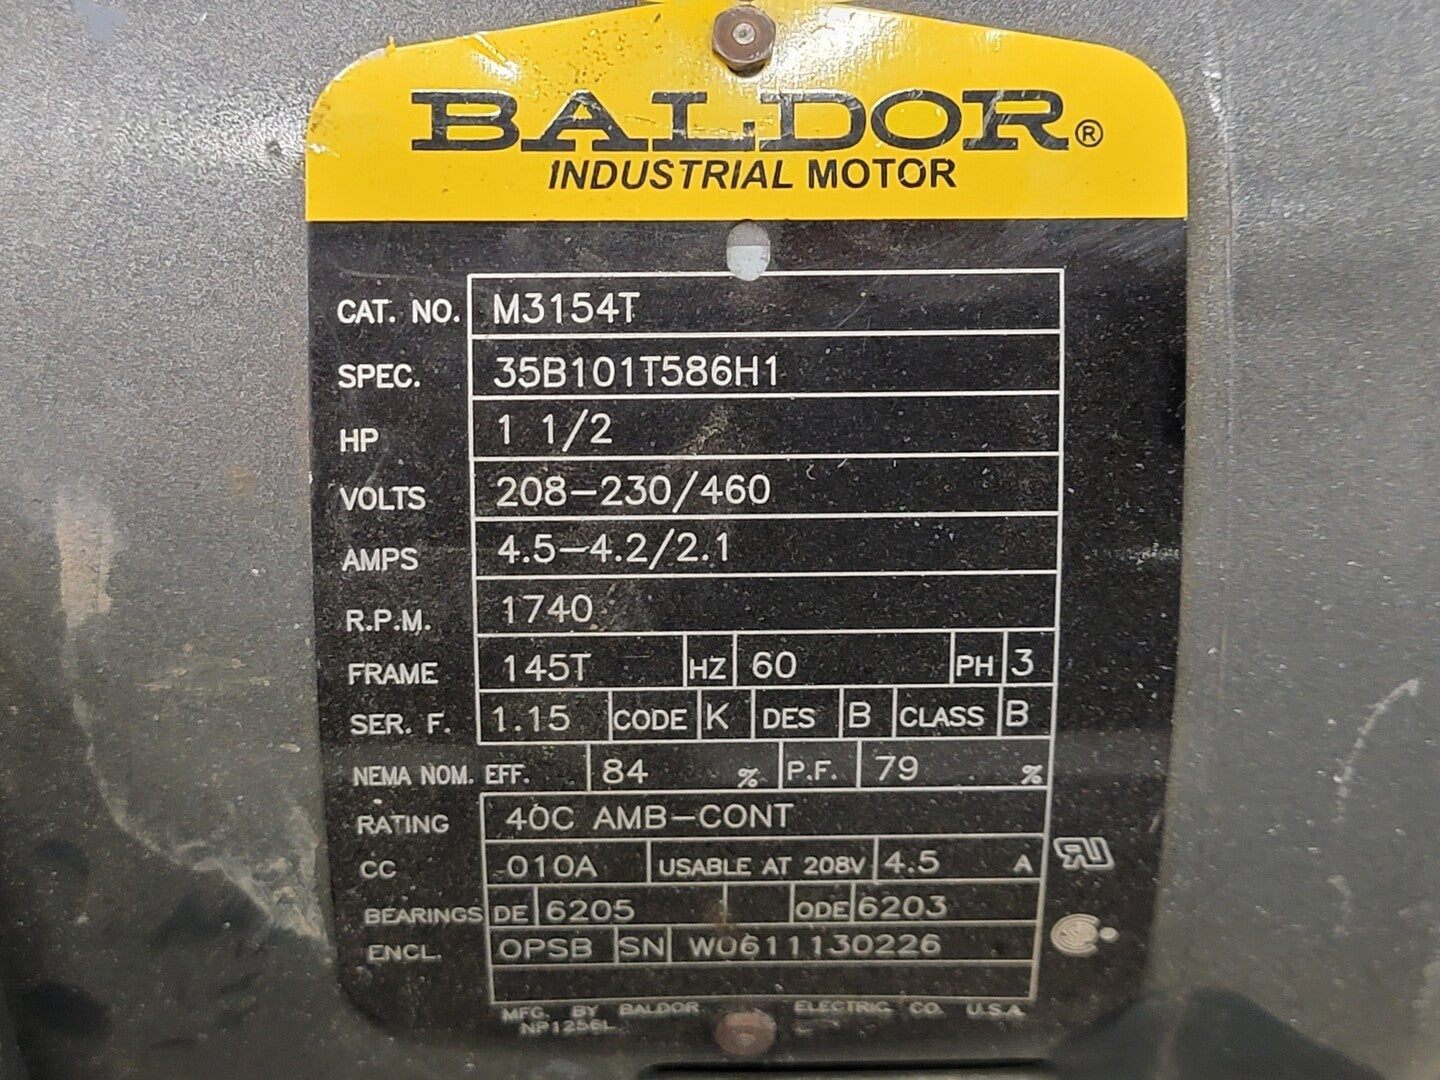 BALDOR®
INDUSTRIAL MOTOR
CAT. NO. M3154T
SPEC. 35B101T586H1
HP 1 1/2
VOLTS 208-230/460
AMPS 4.5-4.2/2.1
R.P.M. 1740
FRAME 145T HZ 60 PH 3
SER. F. 1.15 CODE K DES B CLASS B
NEMA NOM. EFF. 84 % P.F. 79 %
RATING 40C AMB-CONT
CC 010A USABLE AT 208V 4.5 A
BEARINGS DE 6205 ODE 6203
ENCL. OPSB SN W0611130226
MFG. BY BALDOR ELECTRIC CO. U.S.A.
NP1256L